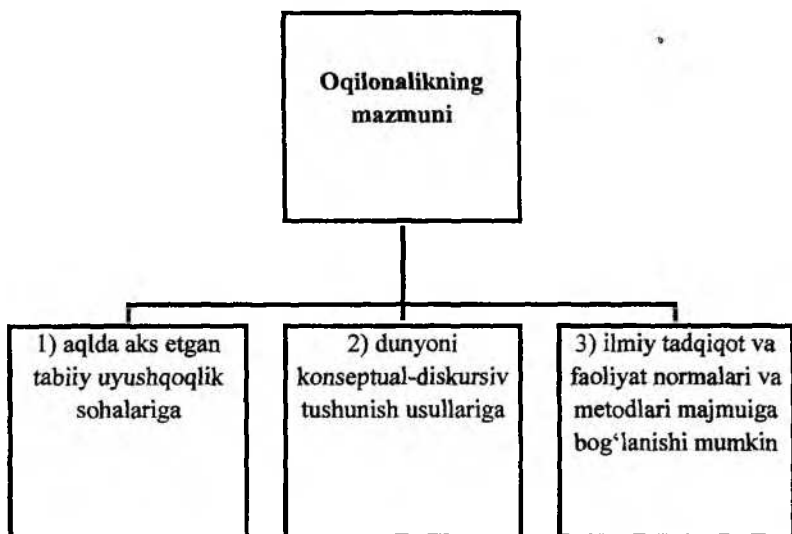 Oqilonalikning
mazmuni
1) aqlda aks etgan
tabiiy uyushqoqlik
sohalariga
2) dunyoni
konseptual-diskursiv
tushunish usullariga
3) ilmiy tadqiqot va
faoliyat normalari va
metodlari majmuiga
bog‘lanishi mumkin